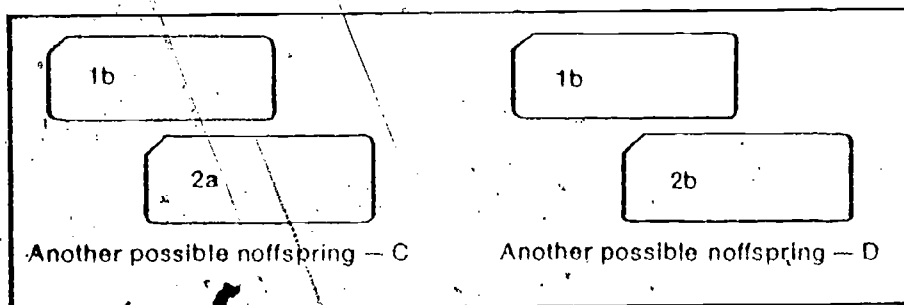 1b
2a
Another possible noffspring — C
1b
2b
Another possible noffspring — D